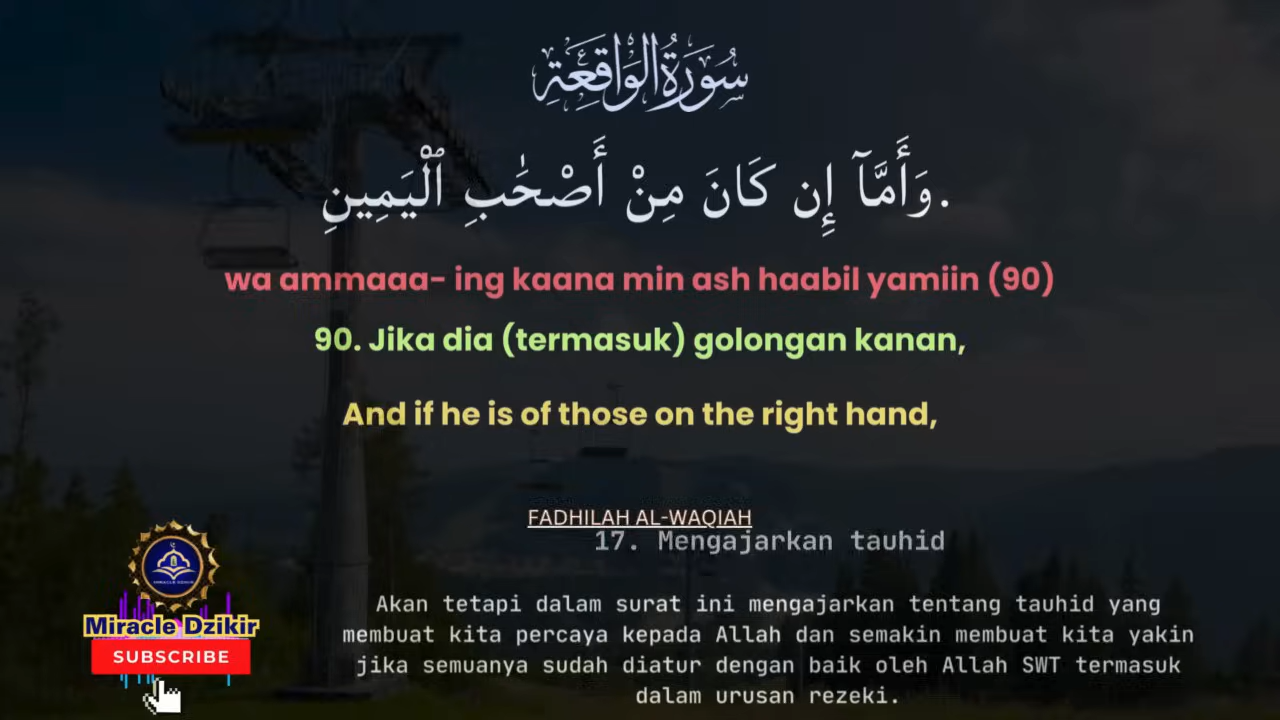 سُورَةُ الوَاقِعَةِ
وَأَمَّآ إِن كَانَ مِنْ أَصْحَٰبِ ٱلْيَمِينِ.
wa ammaaa- ing kaana min ash haabil yamiin (90)
90. Jika dia (termasuk) golongan kanan,
And if he is of those on the right hand,
FADHILAH AL-WAQIAH
17. Mengajarkan tauhid
Akan tetapi dalam surat ini mengajarkan tentang tauhid yang
membuat kita percaya kepada Allah dan semakin membuat kita yakin
jika semuanya sudah diatur dengan baik oleh Allah SWT termasuk
dalam urusan rezeki.
MIRACLE DZIKIR
Miracle Dzikir
SUBSCRIBE